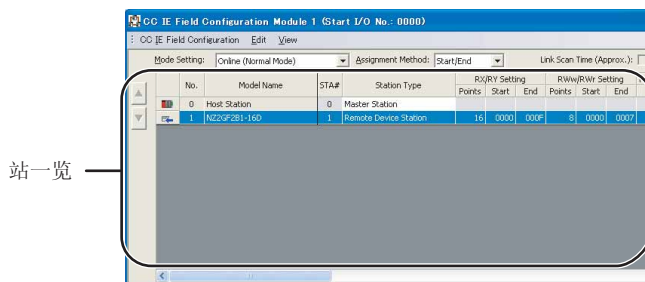 CC IE Field Configuration Module 1 (Start I/O No.: 0000)
CC IE Field Configuration Edit View
Mode Setting: Online (Normal Mode) Assignment Method: Start/End Link Scan Time (Approx.):
No. Model Name STA# Station Type RX/RY Setting RWw/RWr Setting
Points Start End Points Start End
0 Host Station 0 Master Station
1 NZ2GF2B1-16D 1 Remote Device Station 16 0000 000F 8 0000 0007
站一览